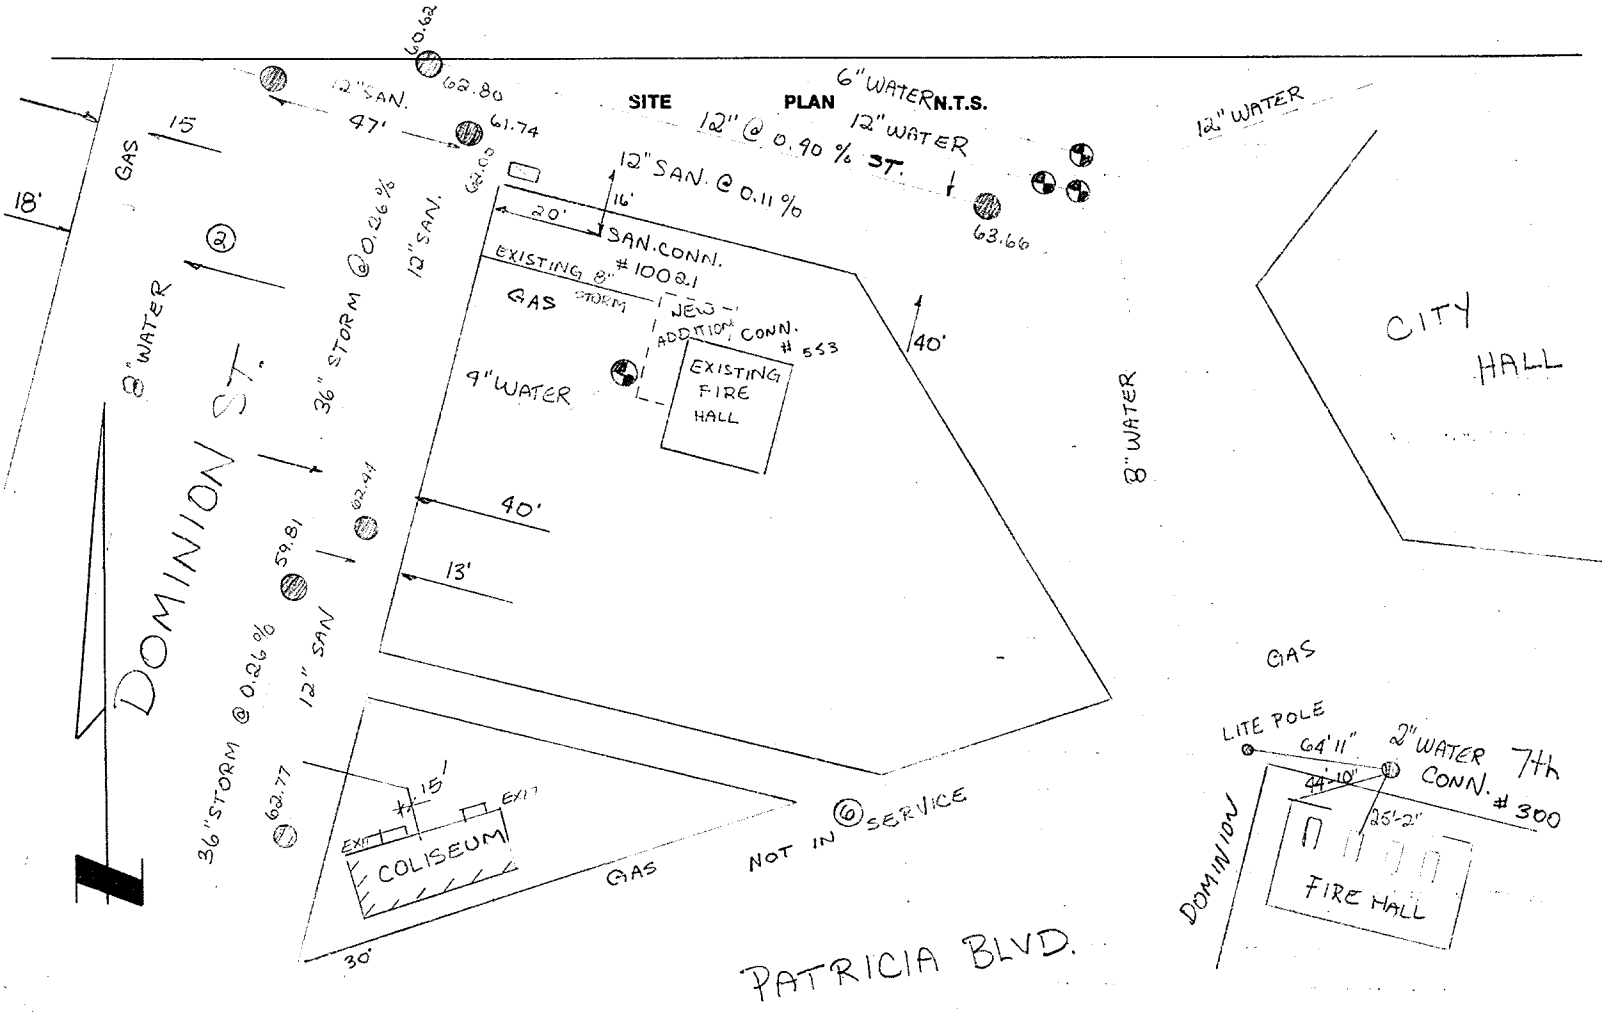 60.62
62.80
12" SAN.
47'
61.74
62.00
SITE PLAN N.T.S.
6" WATER
12" WATER
12" @ 0.40 % ST.
12" WATER
15
GAS
18'
2
8" WATER
DOMINION ST.
36" STORM @ 0.26 %
12" SAN.
12" SAN. @ 0.11 %
16'
20'
SAN. CONN.
# 10021
EXISTING 8"
STORM
GAS
NEW
ADDITION
CONN.
# 553
EXISTING
FIRE
HALL
63.66
40'
CITY
HALL
8" WATER
62.44
59.81
40'
13'
36" STORM @ 0.26 %
12" SAN
62.77
15'
EXIT
EXIT
COLISEUM
30'
GAS
6
NOT IN SERVICE
PATRICIA BLVD.
GAS
LITE POLE
64'11"
44'-10"
25'-2"
2" WATER
CONN.
# 300
7th
DOMINION
FIRE HALL